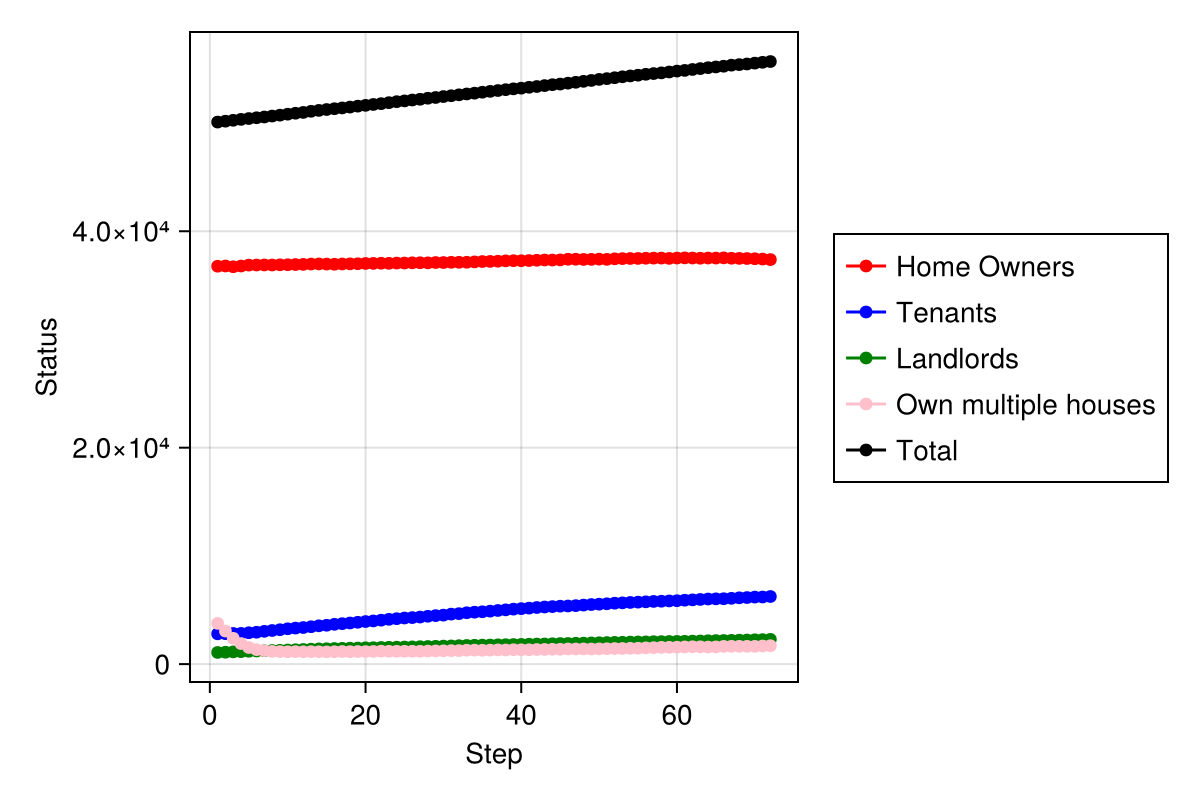 4.0×10⁴
2.0×10⁴
0
Status
0 20 40 60
Step
Home Owners
Tenants
Landlords
Own multiple houses
Total